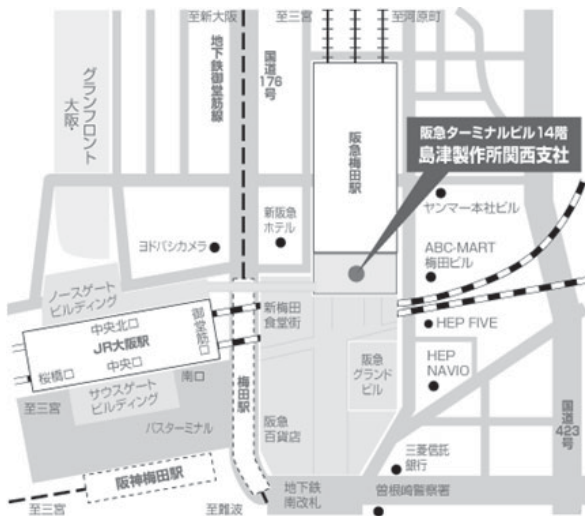 至新大阪
至三宮
至河原町
地下鉄御堂筋線
国道
176
号
グランフロント
大阪・
阪急梅田駅
阪急ターミナルビル14階
島津製作所関西支社
ヤンマー本社ビル
新阪急
ホテル
ヨドバシカメラ
ABC-MART
梅田ビル
ノースゲート
ビルディング
新梅田
食堂街
HEP FIVE
中央北口
御堂筋口
JR大阪駅
中央口
桜橋口
南口
サウスゲート
ビルディング
至三宮
梅田駅
阪急
グランド
ビル
HEP
NAVIO
バスターミナル
阪急
百貨店
国道
423
号
三菱信託
銀行
阪神梅田駅
地下鉄
南改札
曽根崎警察署
至三宮
至難波